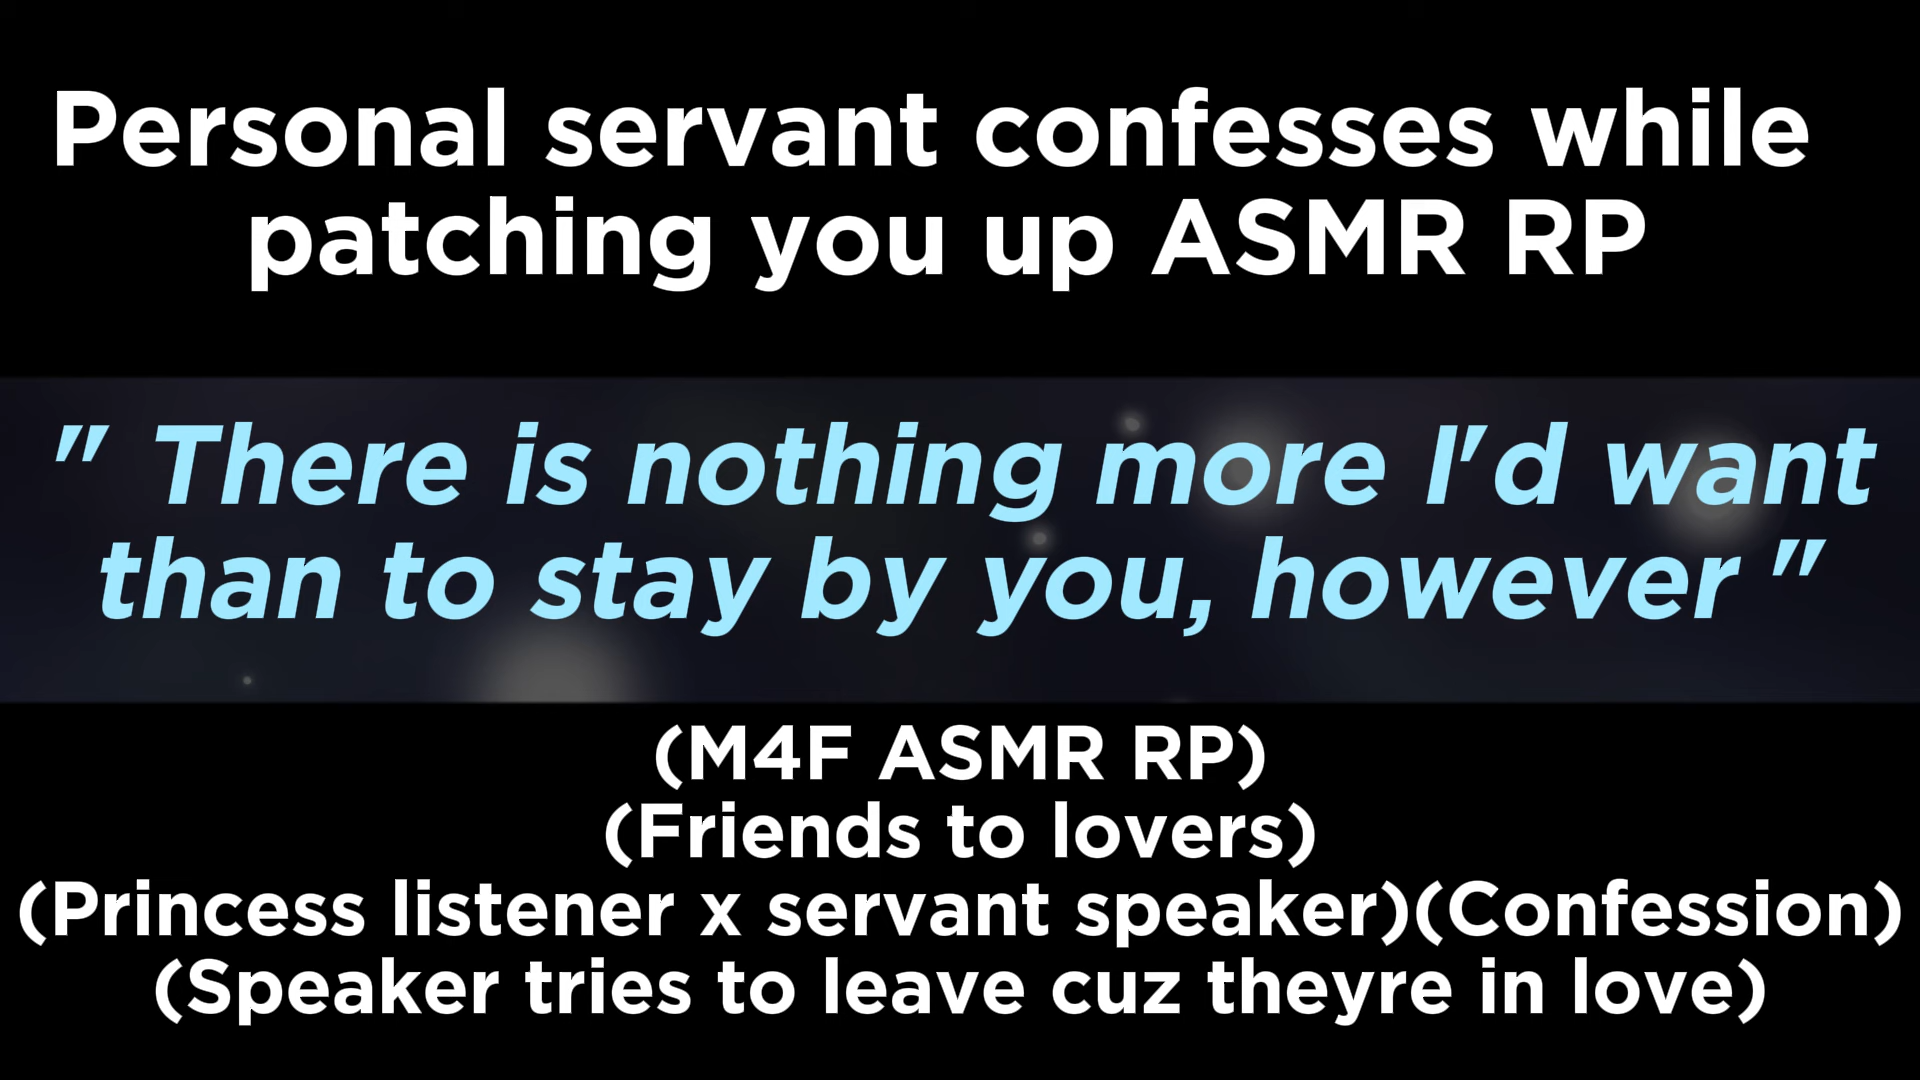 Personal servant confesses while
patching you up ASMR RP
" There is nothing more I'd want
than to stay by you, however "
(M4F ASMR RP)
(Friends to lovers)
(Princess listener x servant speaker)(Confession)
(Speaker tries to leave cuz theyre in love)